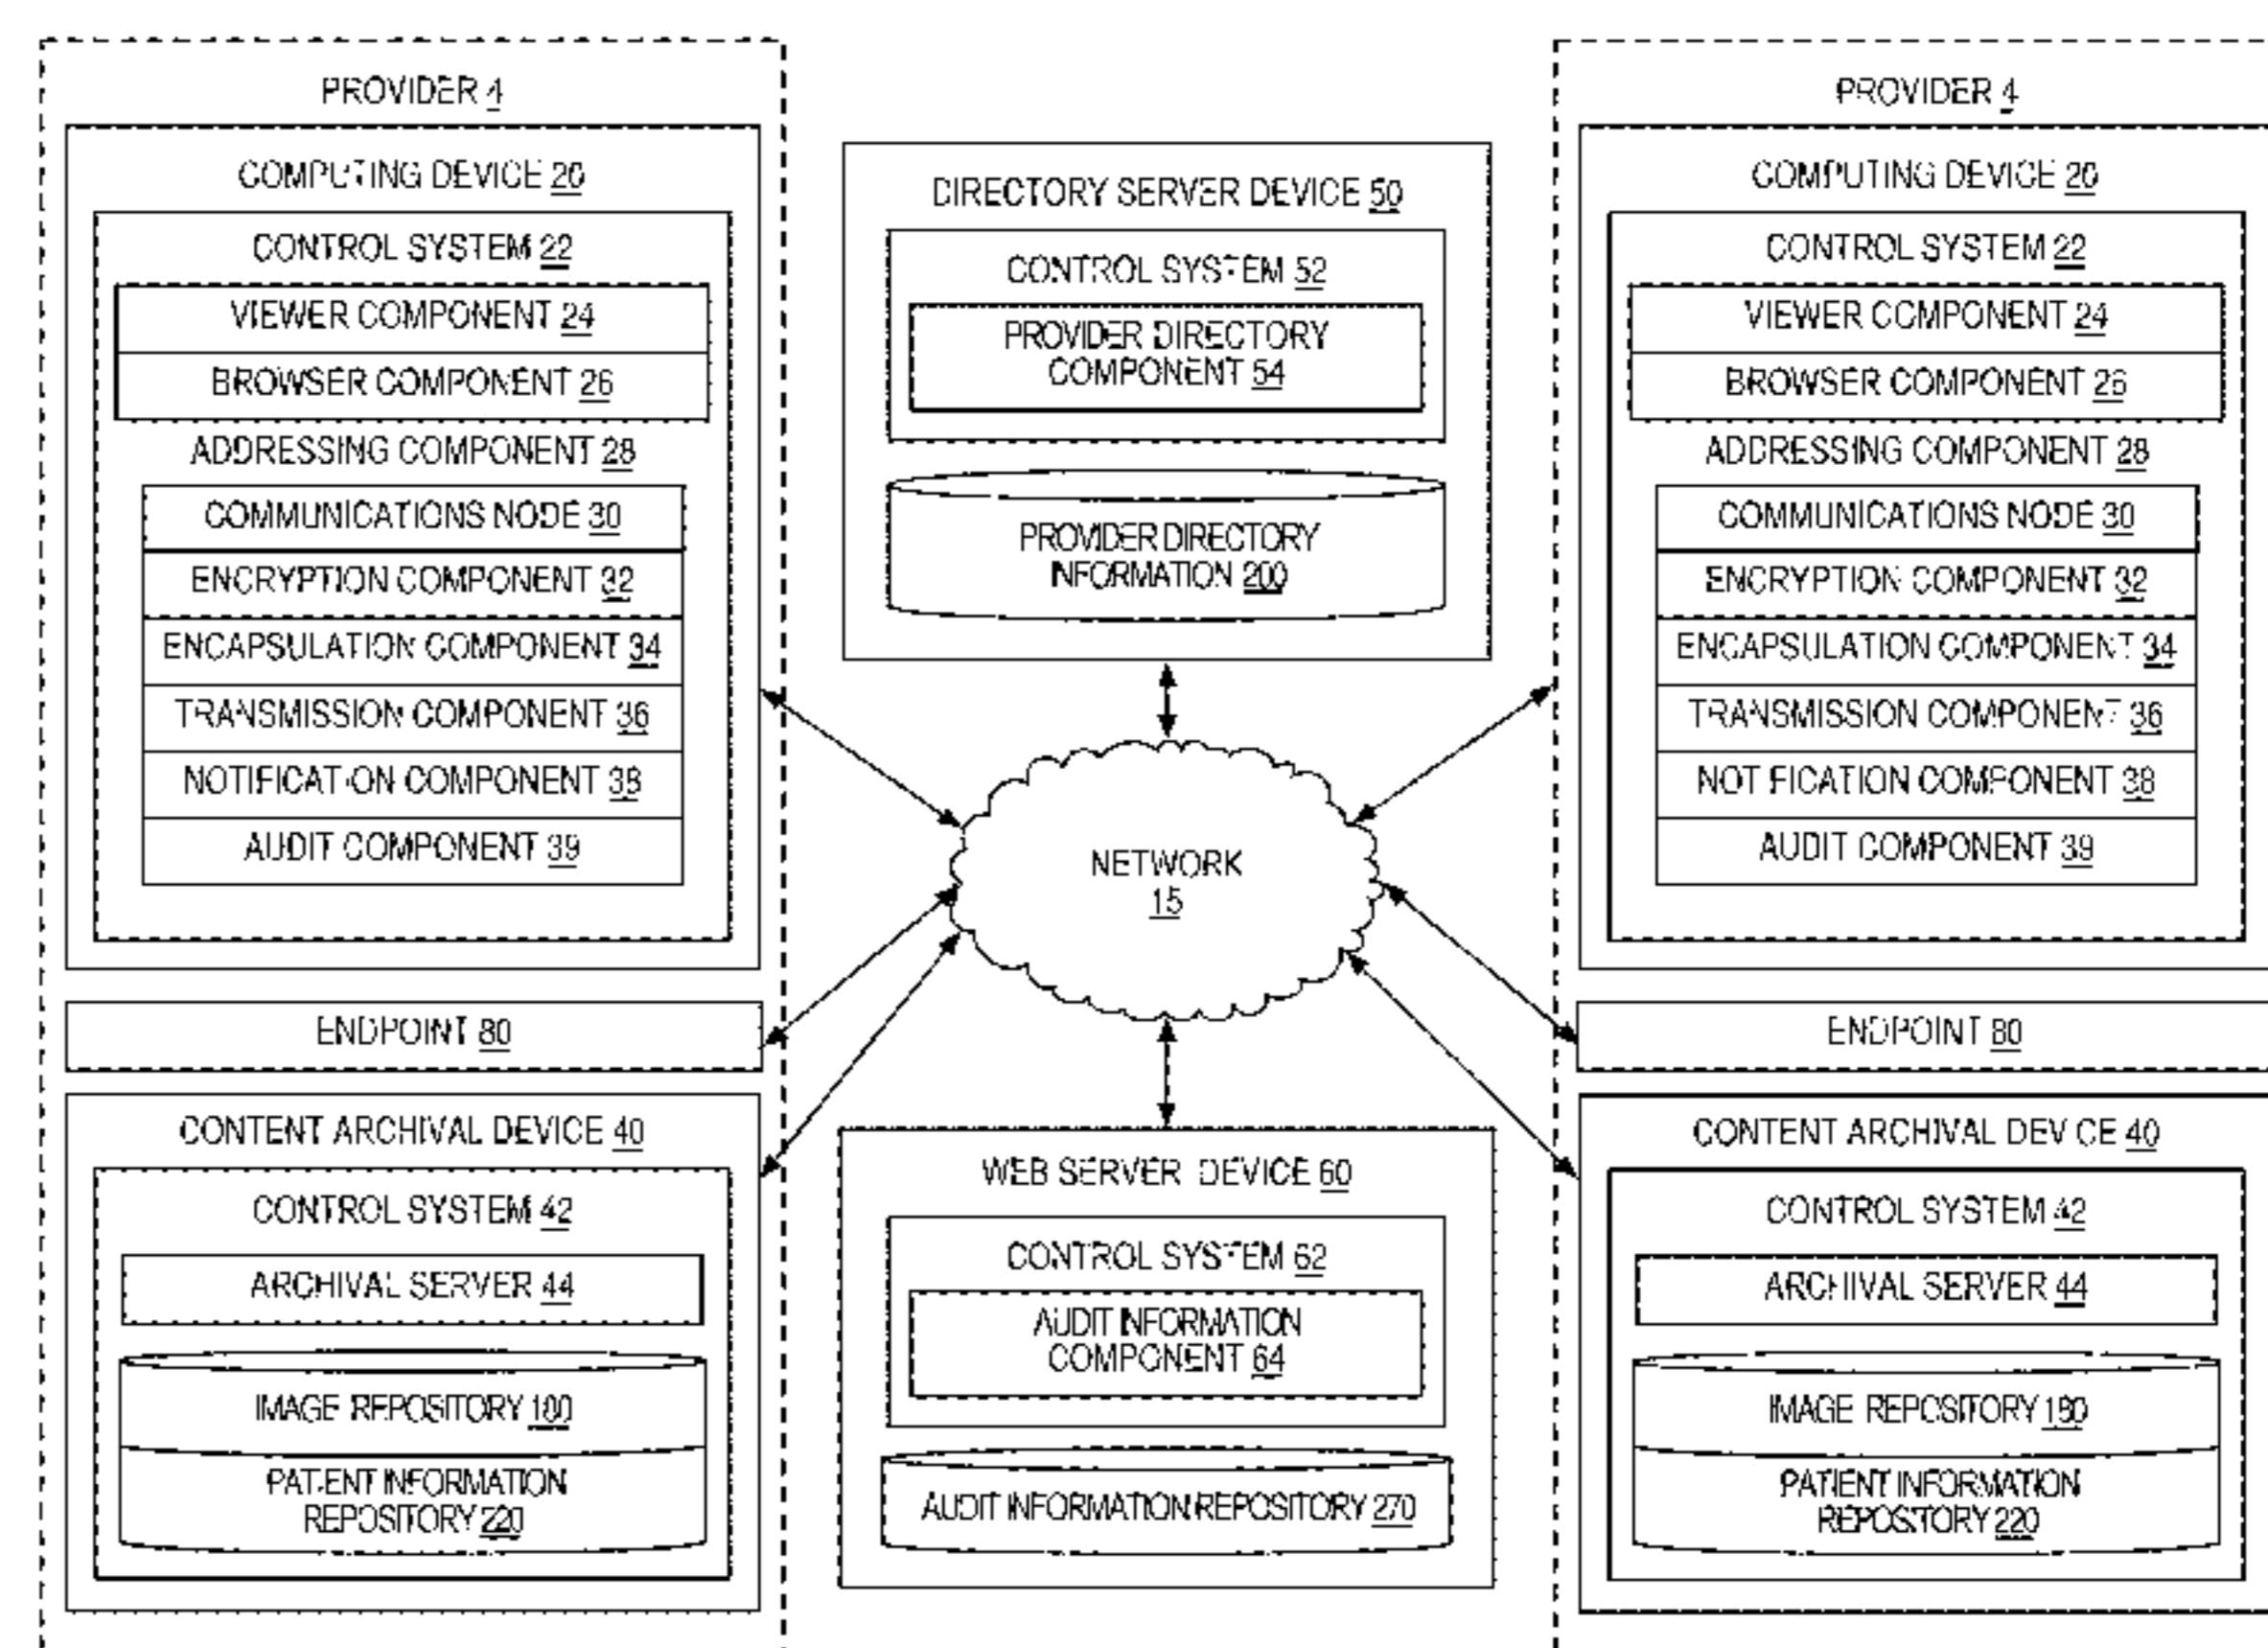 PROVIDER 4
COMPUTING DEVICE 20
CONTROL SYSTEM 22
VIEWER COMPONENT 24
BROWSER COMPONENT 26
ADDRESSING COMPONENT 28
COMMUNICATIONS NODE 30
ENCRYPTION COMPONENT 32
ENCAPSULATION COMPONENT 34
TRANSMISSION COMPONENT 36
NOTIFICATION COMPONENT 38
AUDIT COMPONENT 39
ENDPOINT 80
CONTENT ARCHIVAL DEVICE 40
CONTROL SYSTEM 42
ARCHIVAL SERVER 44
IMAGE REPOSITORY 180
PATIENT INFORMATION
REPOSITORY 220
DIRECTORY SERVER DEVICE 50
CONTROL SYSTEM 52
PROVIDER DIRECTORY
COMPONENT 54
PROVIDER DIRECTORY
INFORMATION 200
NETWORK
15
WEB SERVER DEVICE 60
CONTROL SYSTEM 62
AUDIT INFORMATION
COMPONENT 64
AUDIT INFORMATION REPOSITORY 270
PROVIDER 4
COMPUTING DEVICE 20
CONTROL SYSTEM 22
VIEWER COMPONENT 24
BROWSER COMPONENT 26
ADDRESSING COMPONENT 28
COMMUNICATIONS NODE 30
ENCRYPTION COMPONENT 32
ENCAPSULATION COMPONENT 34
TRANSMISSION COMPONENT 36
NOTIFICATION COMPONENT 38
AUDIT COMPONENT 39
ENDPOINT 80
CONTENT ARCHIVAL DEVICE 40
CONTROL SYSTEM 42
ARCHIVAL SERVER 44
IMAGE REPOSITORY 180
PATIENT INFORMATION
REPOSITORY 220